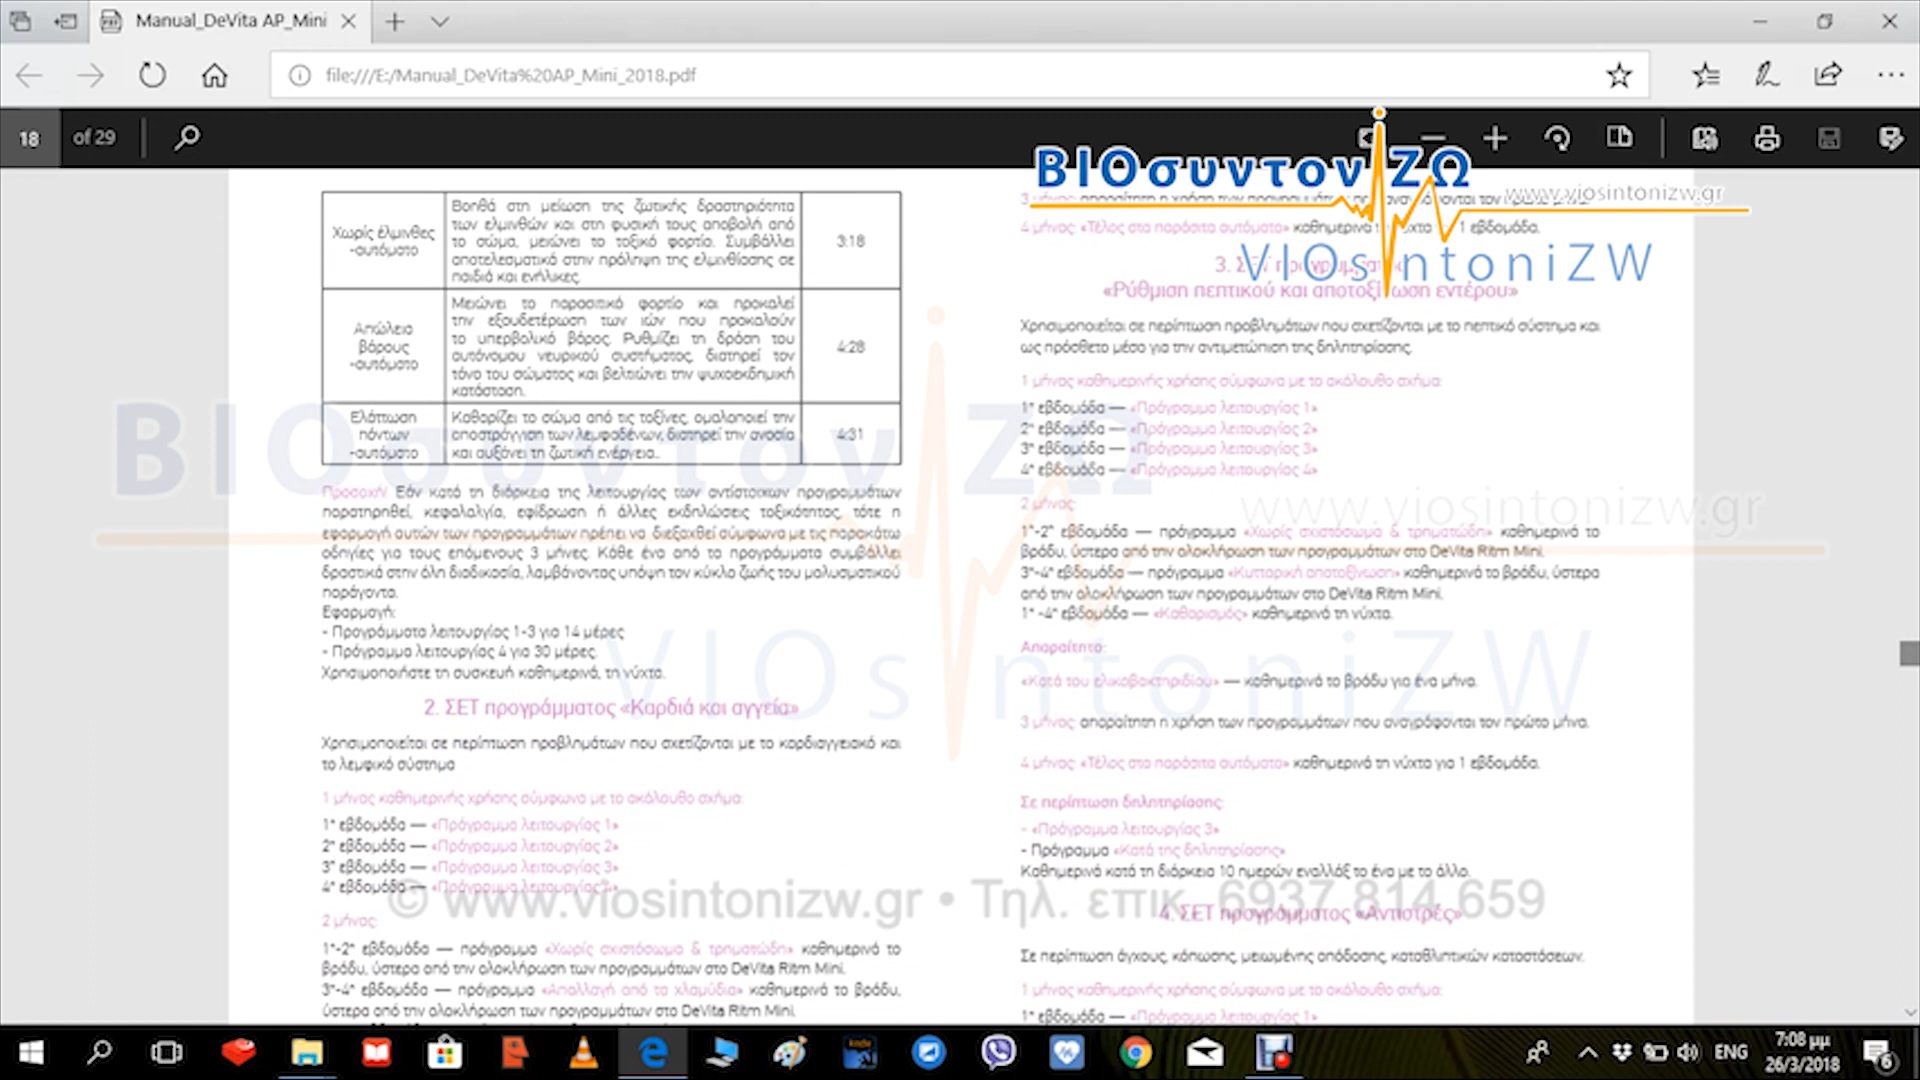 Manual_DeVita AP_Mini
file:///E:/Manual_DeVita%20AP_Mini_2018.pdf
18 of 29
ΒΙΟσυντονΙΖΩ
www.viosintonizw.gr
VIOsintoniZW
Χωρίς έλμινθες
-αυτόματο
Βοηθά στη μείωση της ζωτικής δραστηριότητα
των ελμινθών και στη φυσική τους αποβολή από
το σώμα, μειώνει το τοξικό φορτίο. Συμβάλλει
αποτελεσματικά στην πρόληψη της ελμινθίασης σε
παιδιά και ενήλικες.
3:18
Απώλεια
βάρους
-αυτόματο
Μειώνει το παρασιτικό φορτίο και προκαλεί
την εξουδετέρωση των ιών που προκαλούν
το υπερβολικό βάρος. Ρυθμίζει τη δράση του
αυτόνομου νευρικού συστήματος, διατηρεί τον
τόνο του σώματος και βελτιώνει την ψυχοεκδημική
κατάσταση.
4:28
Ελάττωση
πόντων
-αυτόματο
Καθαρίζει το σώμα από τις τοξίνες, ομαλοποιεί την
αποστράγγιση των λεμφαδένων, διατηρεί την ανοσία
και αυξάνει τη ζωτική ενέργεια..
4:31
Προσοχή! Εάν κατά τη διάρκεια της λειτουργίας των αντίστοιχων προγραμμάτων
παρατηρηθεί, κεφαλαλγία, εφίδρωση ή άλλες εκδηλώσεις τοξικότητας, τότε η
εφαρμογή αυτών των προγραμμάτων πρέπει να διεξαχθεί σύμφωνα με τις παρακάτω
οδηγίες για τους επόμενους 3 μήνες. Κάθε ένα από τα προγράμματα συμβάλλει
δραστικά στην όλη διαδικασία, λαμβάνοντας υπόψη τον κύκλο ζωής του μολυσματικού
παράγοντα.
Εφαρμογή:
- Προγράμματα λειτουργίας 1-3 για 14 μέρες
- Πρόγραμμα λειτουργίας 4 για 30 μέρες.
Χρησιμοποιήστε τη συσκευή καθημερινά, τη νύχτα.
2. ΣΕΤ προγράμματος «Καρδιά και αγγεία»
Χρησιμοποιείται σε περίπτωση προβλημάτων που σχετίζονται με το καρδιαγγειακό και
το λεμφικό σύστημα
1 μήνας καθημερινής χρήσης σύμφωνα με το ακόλουθο σχήμα:
1η εβδομάδα — «Πρόγραμμα λειτουργίας 1»
2η εβδομάδα — «Πρόγραμμα λειτουργίας 2»
3η εβδομάδα — «Πρόγραμμα λειτουργίας 3»
4η εβδομάδα — «Πρόγραμμα λειτουργίας 4»
2 μήνας:
1η-2η εβδομάδα — πρόγραμμα «Χωρίς σχιστόσωμα & τρηματώδη» καθημερινά το
βράδυ, ύστερα από την ολοκλήρωση των προγραμμάτων στο DeVita Ritm Mini.
3η-4η εβδομάδα — πρόγραμμα «Απαλλαγή από τα χλαμύδια» καθημερινά το βράδυ,
ύστερα από την ολοκλήρωση των προγραμμάτων στο DeVita Ritm Mini.
4 μήνας: «Τέλος στα παράσιτα αυτόματο» καθημερινά τη νύχτα για 1 εβδομάδα.
3. ΣΕΤ προγράμματος
«Ρύθμιση πεπτικού και αποτοξίνωση εντέρου»
Χρησιμοποιείται σε περίπτωση προβλημάτων που σχετίζονται με το πεπτικό σύστημα και
ως πρόσθετο μέσο για την αντιμετώπιση της δηλητηρίασης.
1 μήνας καθημερινής χρήσης σύμφωνα με το ακόλουθο σχήμα:
1η εβδομάδα — «Πρόγραμμα λειτουργίας 1»
2η εβδομάδα — «Πρόγραμμα λειτουργίας 2»
3η εβδομάδα — «Πρόγραμμα λειτουργίας 3»
4η εβδομάδα — «Πρόγραμμα λειτουργίας 4»
2 μήνας:
1η-2η εβδομάδα — πρόγραμμα «Χωρίς σχιστόσωμα & τρηματώδη» καθημερινά το
βράδυ, ύστερα από την ολοκλήρωση των προγραμμάτων στο DeVita Ritm Mini.
3η-4η εβδομάδα — πρόγραμμα «Κυτταρική αποτοξίνωση» καθημερινά το βράδυ, ύστερα
από την ολοκλήρωση των προγραμμάτων στο DeVita Ritm Mini.
1η -4η εβδομάδα — «Καθαρισμός» καθημερινά τη νύχτα.
Απαραίτητα:
«Κατά του ελικοβακτηριδίου» — καθημερινά το βράδυ για ένα μήνα.
3 μήνας: απαραίτητη η χρήση των προγραμμάτων που αναγράφονται τον πρώτο μήνα.
4 μήνας: «Τέλος στα παράσιτα αυτόματο» καθημερινά τη νύχτα για 1 εβδομάδα.
Σε περίπτωση δηλητηρίασης:
- «Πρόγραμμα λειτουργίας 3»
- Πρόγραμμα «Κατά της δηλητηρίασης»
Καθημερινά κατά τη διάρκεια 10 ημερών εναλλάξ το ένα με το άλλο.
4. ΣΕΤ προγράμματος «Αντιστρές»
Σε περίπτωση άγχους, κόπωσης, μειωμένης απόδοσης, καταθλιπτικών καταστάσεων.
1 μήνας καθημερινής χρήσης σύμφωνα με το ακόλουθο σχήμα:
1η εβδομάδα — «Πρόγραμμα λειτουργίας 1»
ΒΙΟσυντονΙΖΩ
www.viosintonizw.gr
VIOsintoniZW
© www.viosintonizw.gr • Τηλ. επικ. 6937 814 659
ENG
7:08 μμ
26/3/2018
6